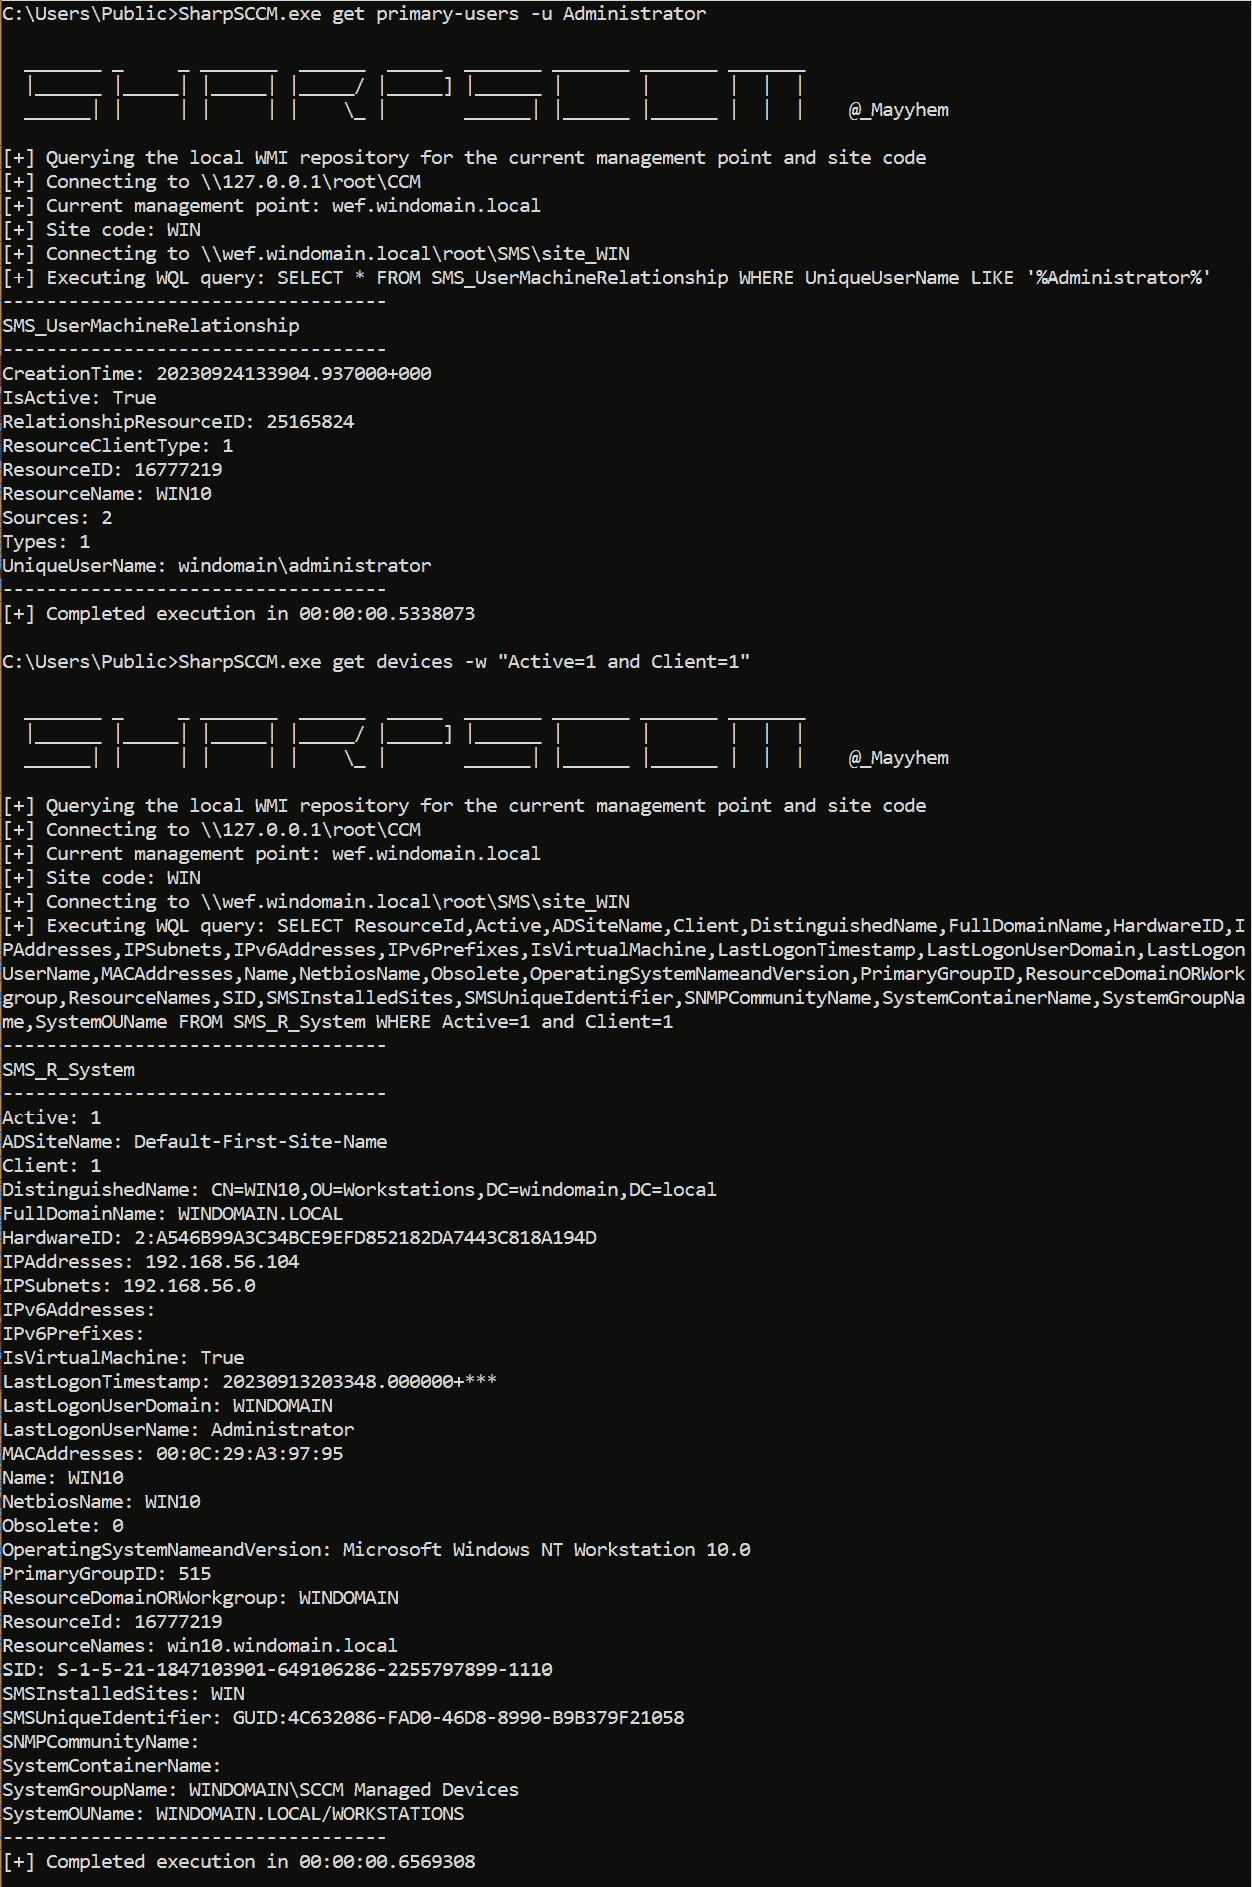 C:\Users\Public>SharpSCCM.exe get primary-users -u Administrator
@_Mayyhem
[+] Querying the local WMI repository for the current management point and site code
[+] Connecting to \\127.0.0.1\root\CCM
[+] Current management point: wef.windomain.local
[+] Site code: WIN
[+] Connecting to \\wef.windomain.local\root\SMS\site_WIN
[+] Executing WQL query: SELECT * FROM SMS_UserMachineRelationship WHERE UniqueUserName LIKE '%Administrator%'
-----------------------------------
SMS_UserMachineRelationship
-----------------------------------
CreationTime: 20230924133904.937000+000
IsActive: True
RelationshipResourceID: 25165824
ResourceClientType: 1
ResourceID: 16777219
ResourceName: WIN10
Sources: 2
Types: 1
UniqueUserName: windomain\administrator
-----------------------------------
[+] Completed execution in 00:00:00.5338073
C:\Users\Public>SharpSCCM.exe get devices -w "Active=1 and Client=1"
@_Mayyhem
[+] Querying the local WMI repository for the current management point and site code
[+] Connecting to \\127.0.0.1\root\CCM
[+] Current management point: wef.windomain.local
[+] Site code: WIN
[+] Connecting to \\wef.windomain.local\root\SMS\site_WIN
[+] Executing WQL query: SELECT ResourceId,Active,ADSiteName,Client,DistinguishedName,FullDomainName,HardwareID,I
PAddresses,IPSubnets,IPv6Addresses,IPv6Prefixes,IsVirtualMachine,LastLogonTimestamp,LastLogonUserDomain,LastLogon
UserName,MACAddresses,Name,NetbiosName,Obsolete,OperatingSystemNameandVersion,PrimaryGroupID,ResourceDomainORWork
group,ResourceNames,SID,SMSInstalledSites,SMSUniqueIdentifier,SNMPCommunityName,SystemContainerName,SystemGroupNa
me,SystemOUName FROM SMS_R_System WHERE Active=1 and Client=1
-----------------------------------
SMS_R_System
-----------------------------------
Active: 1
ADSiteName: Default-First-Site-Name
Client: 1
DistinguishedName: CN=WIN10,OU=Workstations,DC=windomain,DC=local
FullDomainName: WINDOMAIN.LOCAL
HardwareID: 2:A546B99A3C34BCE9EFD852182DA7443C818A194D
IPAddresses: 192.168.56.104
IPSubnets: 192.168.56.0
IPv6Addresses:
IPv6Prefixes:
IsVirtualMachine: True
LastLogonTimestamp: 20230913203348.000000+***
LastLogonUserDomain: WINDOMAIN
LastLogonUserName: Administrator
MACAddresses: 00:0C:29:A3:97:95
Name: WIN10
NetbiosName: WIN10
Obsolete: 0
OperatingSystemNameandVersion: Microsoft Windows NT Workstation 10.0
PrimaryGroupID: 515
ResourceDomainORWorkgroup: WINDOMAIN
ResourceId: 16777219
ResourceNames: win10.windomain.local
SID: S-1-5-21-1847103901-649106286-2255797899-1110
SMSInstalledSites: WIN
SMSUniqueIdentifier: GUID:4C632086-FAD0-46D8-8990-B9B379F21058
SNMPCommunityName:
SystemContainerName:
SystemGroupName: WINDOMAIN\SCCM Managed Devices
SystemOUName: WINDOMAIN.LOCAL/WORKSTATIONS
-----------------------------------
[+] Completed execution in 00:00:00.6569308